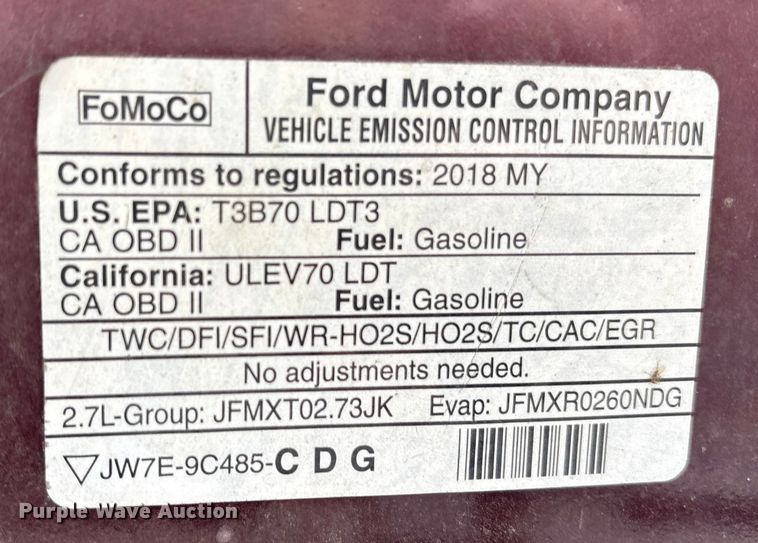 FoMoCo
Ford Motor Company
VEHICLE EMISSION CONTROL INFORMATION
Conforms to regulations: 2018 MY
U.S. EPA: T3B70 LDT3
CA OBD II Fuel: Gasoline
California: ULEV70 LDT
CA OBD II Fuel: Gasoline
TWC/DFI/SFI/WR-HO2S/HO2S/TC/CAC/EGR
No adjustments needed.
2.7L-Group: JFMXT02.73JK Evap: JFMXR0260NDG
▽JW7E-9C485-C D G
Purple Wave Auction